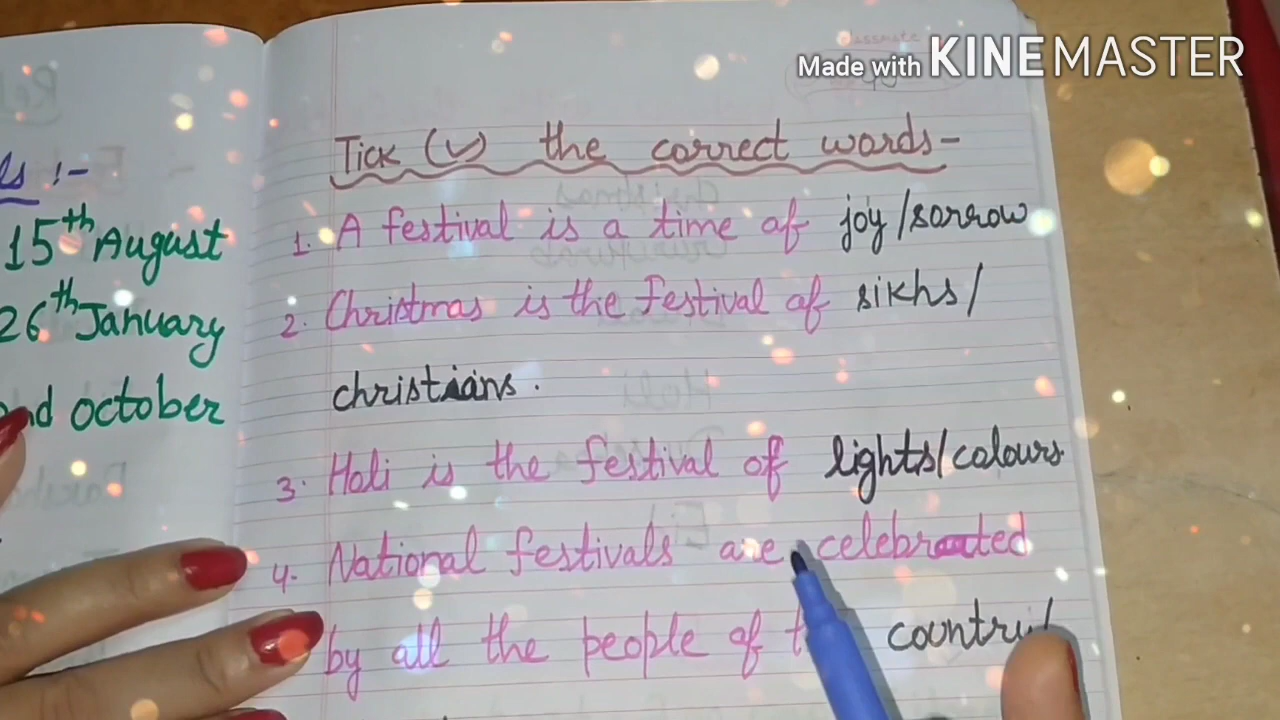 Made with KINEMASTER
ls :-
15th August
26th January
nd october
Tick (✓) the correct words-
1. A festival is a time of joy/sorrow
2. Christmas is the festival of sikhs/
christians.
3. Holi is the festival of lights/colours.
4. National festivals are celebrated
by all the people of country/